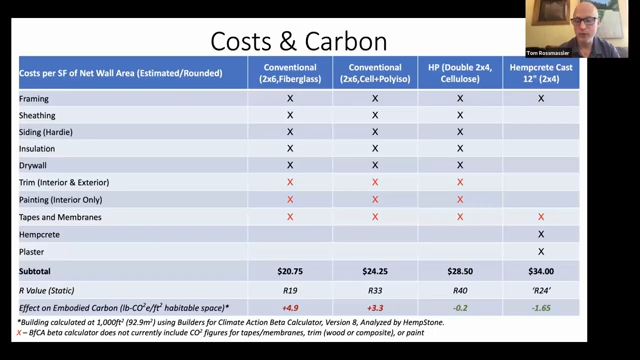 Costs & Carbon
Tom Rossmassler
Costs per SF of Net Wall Area (Estimated/Rounded) Conventional (2x6,Fiberglass) Conventional (2x6,Cell+Polyiso) HP (Double 2x4, Cellulose) Hempcrete Cast 12" (2x4)
Framing X X X X
Sheathing X X X
Siding (Hardie) X X X
Insulation X X X
Drywall X X X
Trim (Interior & Exterior) X X X
Painting (Interior Only) X X X
Tapes and Membranes X X X X
Hempcrete X
Plaster X
Subtotal $20.75 $24.25 $28.50 $34.00
R Value (Static) R19 R33 R40 'R24'
Effect on Embodied Carbon (lb-CO²e/ft² habitable space)* +4.9 +3.3 -0.2 -1.65
*Building calculated at 1,000ft² (92.9m²) using Builders for Climate Action Beta Calculator, Version 8, Analyzed by HempStone.
X – BfCA beta calculator does not currently include CO² figures for tapes/membranes, trim (wood or composite), or paint